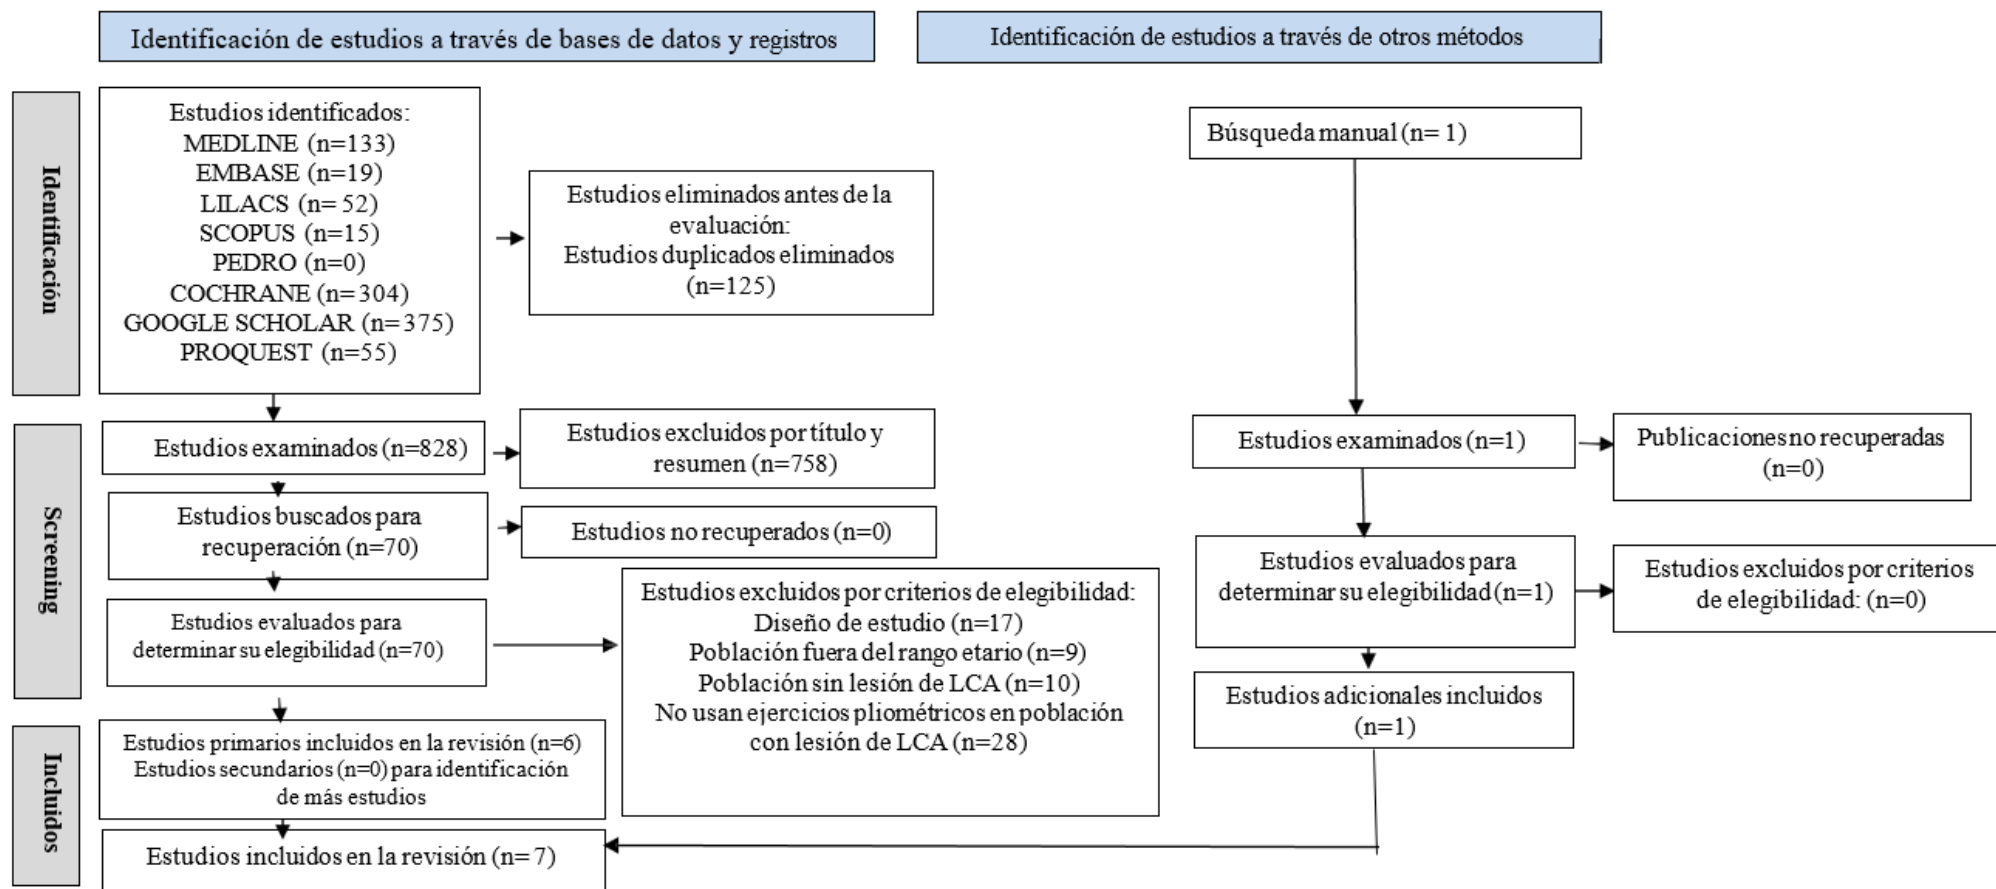 Identificación de estudios a través de bases de datos y registros
Identificación de estudios a través de otros métodos
Identificación
Estudios identificados:
MEDLINE (n=133)
EMBASE (n=19)
LILACS (n= 52)
SCOPUS (n=15)
PEDRO (n=0)
COCHRANE (n=304)
GOOGLE SCHOLAR (n=375)
PROQUEST (n=55)
Estudios eliminados antes de la
evaluación:
Estudios duplicados eliminados
(n=125)
Búsqueda manual (n= 1)
Screening
Estudios examinados (n=828)
Estudios excluidos por título y
resumen (n=758)
Estudios buscados para
recuperación (n=70)
Estudios no recuperados (n=0)
Estudios evaluados para
determinar su elegibilidad (n=70)
Estudios excluidos por criterios de elegibilidad:
Diseño de estudio (n=17)
Población fuera del rango etario (n=9)
Población sin lesión de LCA (n=10)
No usan ejercicios pliométricos en población
con lesión de LCA (n=28)
Estudios examinados (n=1)
Publicaciones no recuperadas
(n=0)
Estudios evaluados para
determinar su elegibilidad (n=1)
Estudios excluidos por criterios
de elegibilidad: (n=0)
Estudios adicionales incluidos
(n=1)
Incluidos
Estudios primarios incluidos en la revisión (n=6)
Estudios secundarios (n=0) para identificación
de más estudios
Estudios incluidos en la revisión (n= 7)